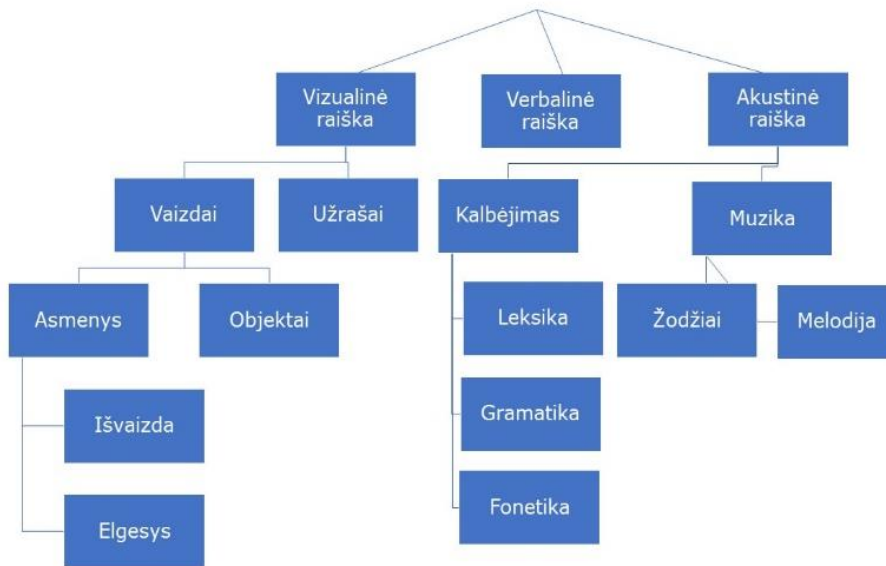 Vizualinė
raiška
Verbalinė
raiška
Akustinė
raiška
Vaizdai
Užrašai
Kalbėjimas
Muzika
Asmenys
Objektai
Leksika
Žodžiai
Melodija
Išvaizda
Gramatika
Elgesys
Fonetika